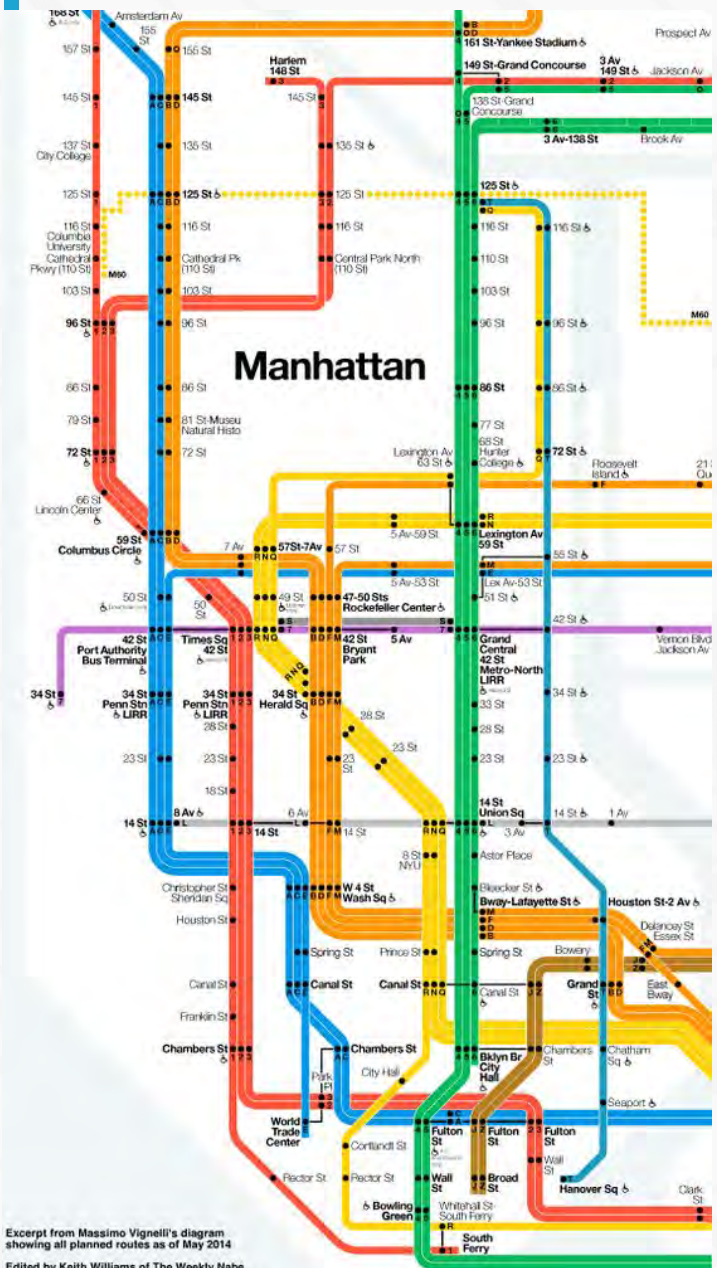 168 St
Amsterdam Av
155
St
157 St
155 St
161 St-Yankee Stadium
Prospect Av
Harlem
148 St
149 St-Grand Concourse
3 Av
149 St
Jackson Av
145 St
145 St
145 St
138 St-Grand
Concourse
3 Av-138 St
Brook Av
137 St
City College
135 St
135 St
125 St
125 St
125 St
125 St
116 St
Columbia
University
116 St
116 St
116 St
116 St
Cathedral
Pkwy (110 St)
Cathedral Pk
(110 St)
Central Park North
(110 St)
110 St
M60
103 St
103 St
103 St
96 St
96 St
96 St
96 St
M60
Manhattan
86 St
86 St
86 St
86 St
79 St
81 St-Museu
Natural Histo
77 St
72 St
72 St
Lexington Av
63 St
68 St
Hunter
College
72 St
Roosevelt
Island
21
Qu
66 St
Lincoln Center
59 St
Columbus Circle
7 Av
57St-7Av
57 St
5 Av-59 St
Lexington Av
59 St
55 St
5 Av-53 St
Lex Av-53 St
50 St
50
St
49 St
47-50 Sts
Rockefeller Center
51 St
42 St
Port Authority
Bus Terminal
Times Sq
42 St
42 St
Bryant
Park
5 Av
Grand
Central
42 St
Metro-North
LIRR
42 St
Vernon Blvd
Jackson Av
34 St
34 St
Penn Stn
LIRR
34 St
Penn Stn
LIRR
34 St
Herald Sq
34 St
33 St
28 St
28 St
28 St
23 St
23
St
23 St
23 St
23 St
18 St
14 St
8 Av
14 St
6 Av
14 St
14 St
Union Sq
3 Av
14 St
1 Av
8 St
NYU
Astor Place
Christopher St
Sheridan Sq
W 4 St
Wash Sq
Bleecker St
Bway-Lafayette St
Houston St-2 Av
Houston St
Delancey St
Essex St
Spring St
Prince St
Spring St
Bowery
Canal St
Canal St
Canal St
Canal St
Grand
St
East
Bway
Franklin St
Chambers St
Chambers St
Bklyn Br
City
Hall
Chambers
St
Chatham
Sq
Park
Pl
City Hall
Seaport
World
Trade
Center
Cortlandt St
Fulton
St
Fulton
St
Fulton
St
Wall
St
Rector St
Rector St
Wall
St
Broad
St
Hanover Sq
Clark
St
Bowling
Green
Whitehall St-
South Ferry
South
Ferry
Excerpt from Massimo Vignelli's diagram
showing all planned routes as of May 2014
Edited by Keith Williams of The Weekly Nabe